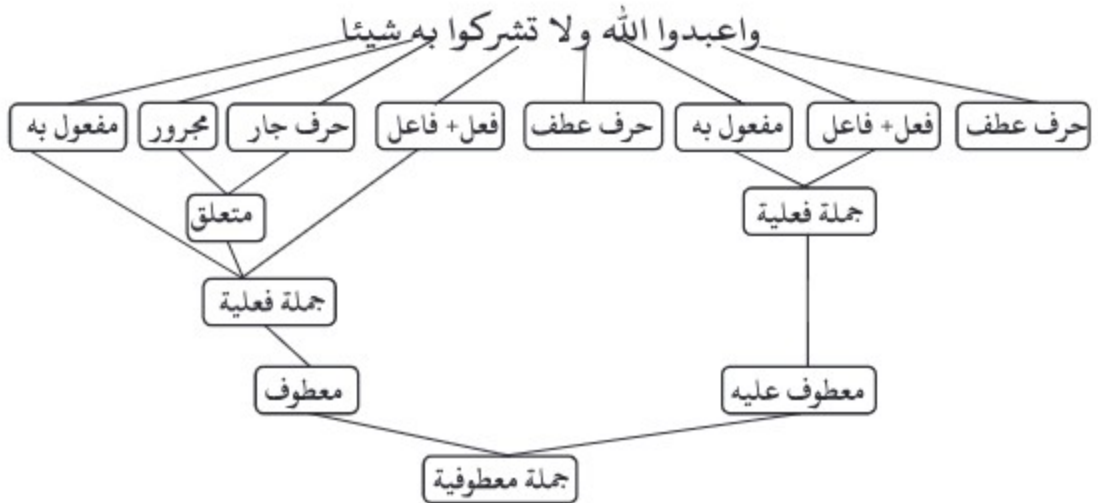 واعبدوا الله ولا تشركوا به شيئا
حرف عطف فعل+ فاعل مفعول به حرف عطف فعل+ فاعل حرف جار مجرور مفعول به
جملة فعلية متعلق
جملة فعلية
معطوف عليه معطوف
جملة معطوفية